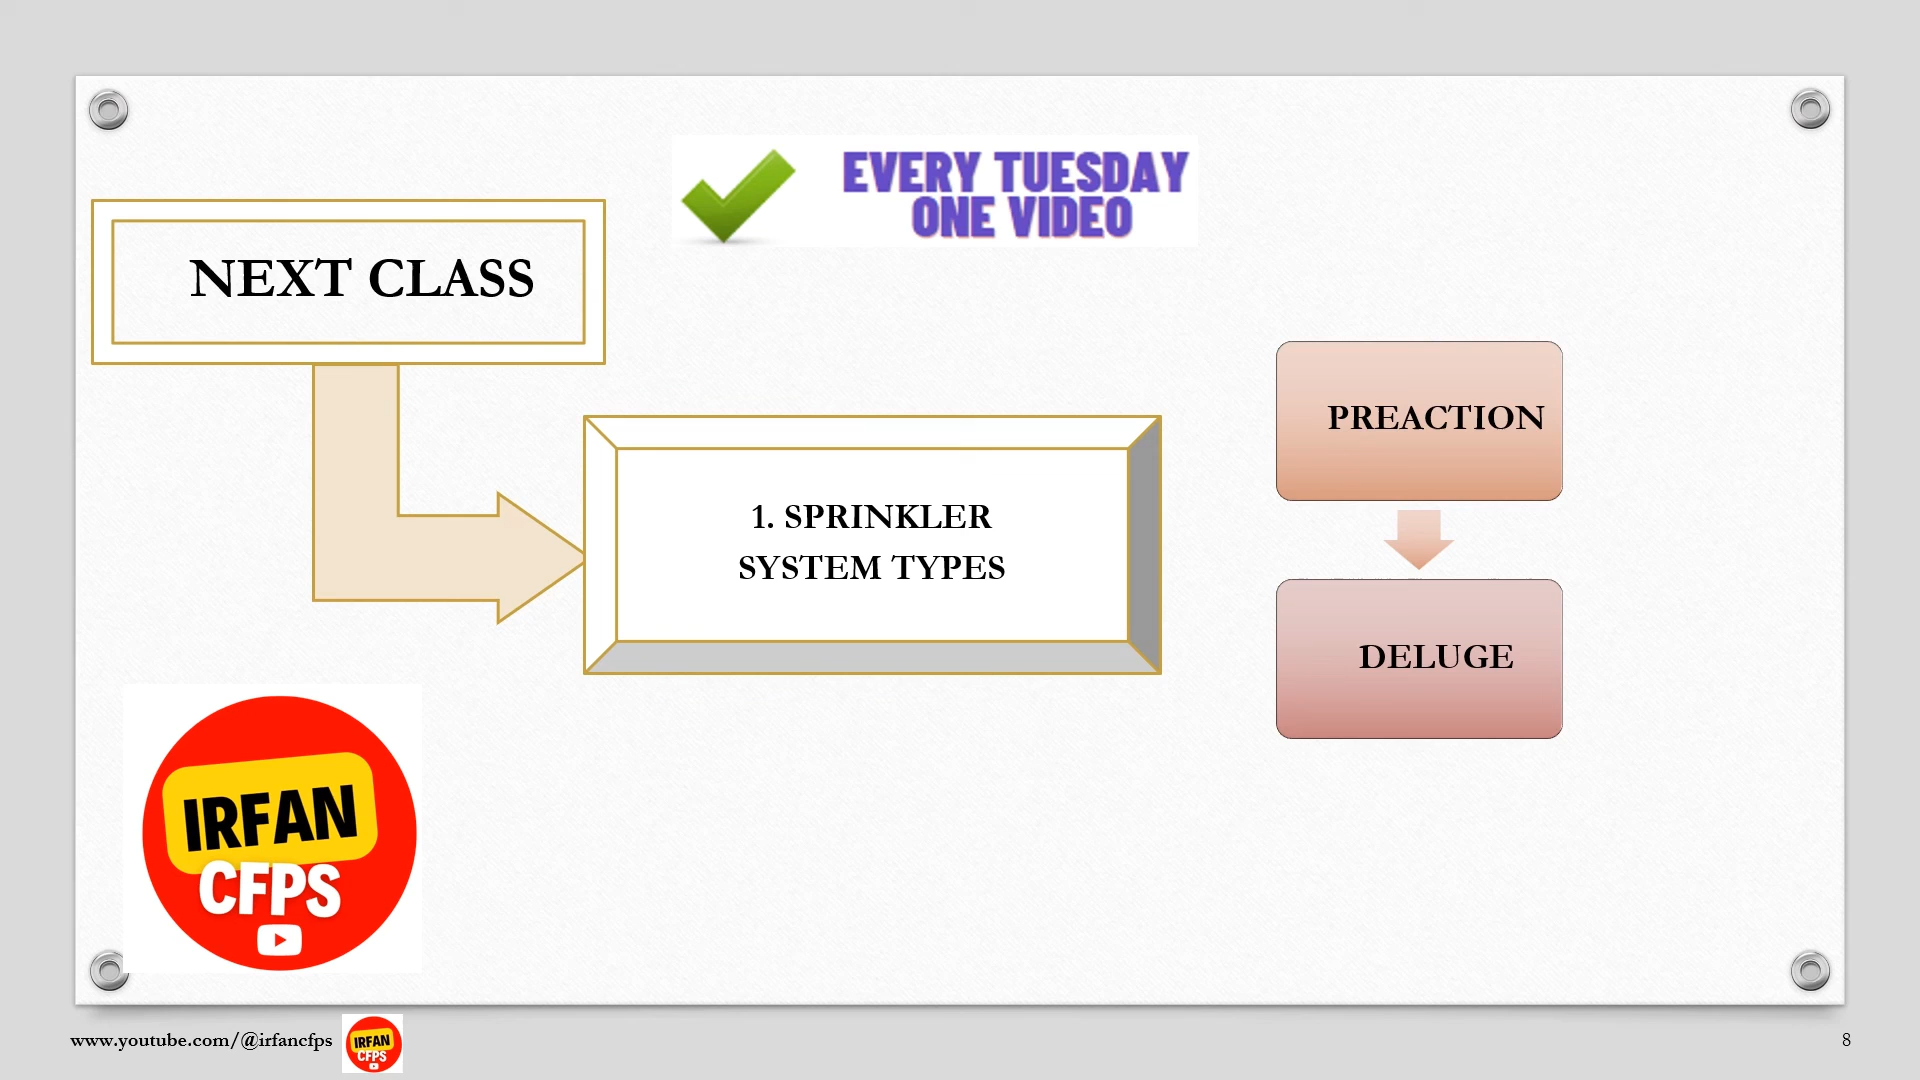 EVERY TUESDAY
ONE VIDEO
NEXT CLASS
1. SPRINKLER
SYSTEM TYPES
PREACTION
DELUGE
IRFAN
CFPS
www.youtube.com/@irfancfps
IRFAN
CFPS
8